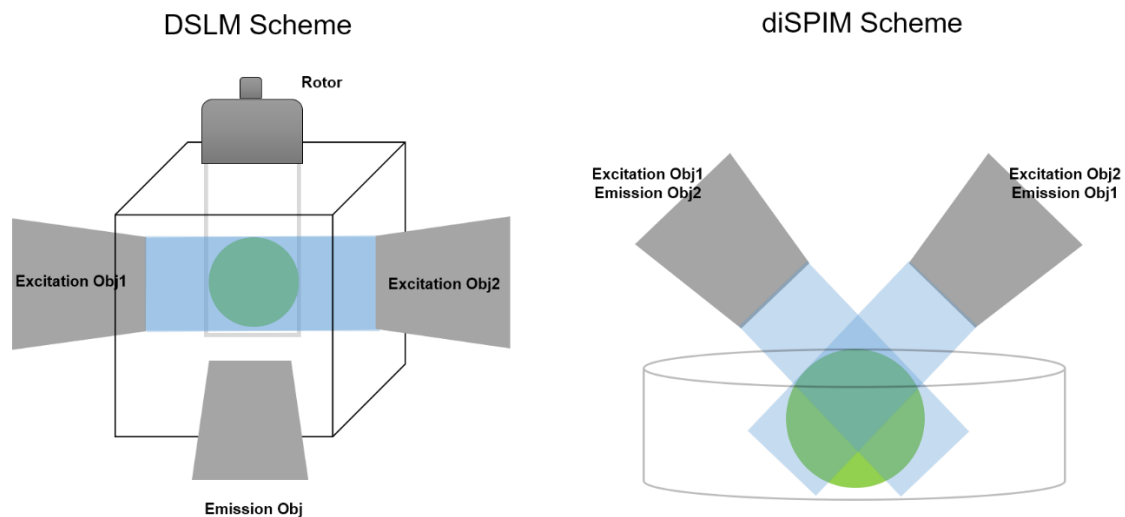 DSLM Scheme
diSPIM Scheme
Rotor
Excitation Obj1
Excitation Obj2
Emission Obj
Excitation Obj1
Emission Obj2
Excitation Obj2
Emission Obj1